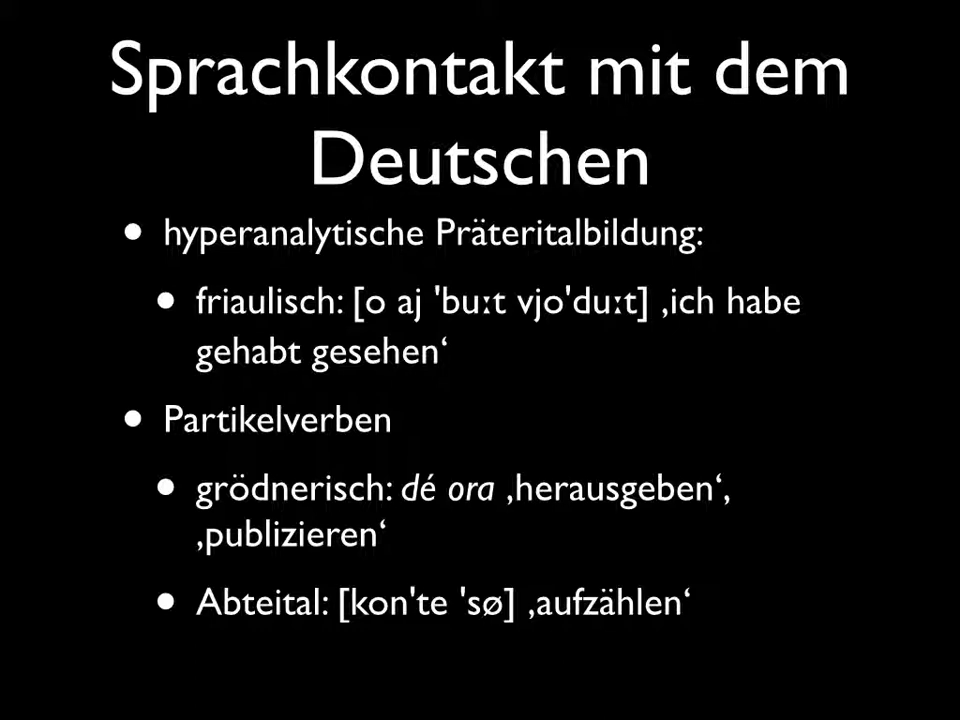 Sprachkontakt mit dem
Deutschen
• hyperanalytische Präteritalbildung:
• friaulisch: [o aj 'buːt vjo'duːt] ‚ich habe
gehabt gesehen‘
• Partikelverben
• grödnerisch: dé ora ‚herausgeben‘,
‚publizieren‘
• Abteital: [kon'te 'sø] ‚aufzählen‘